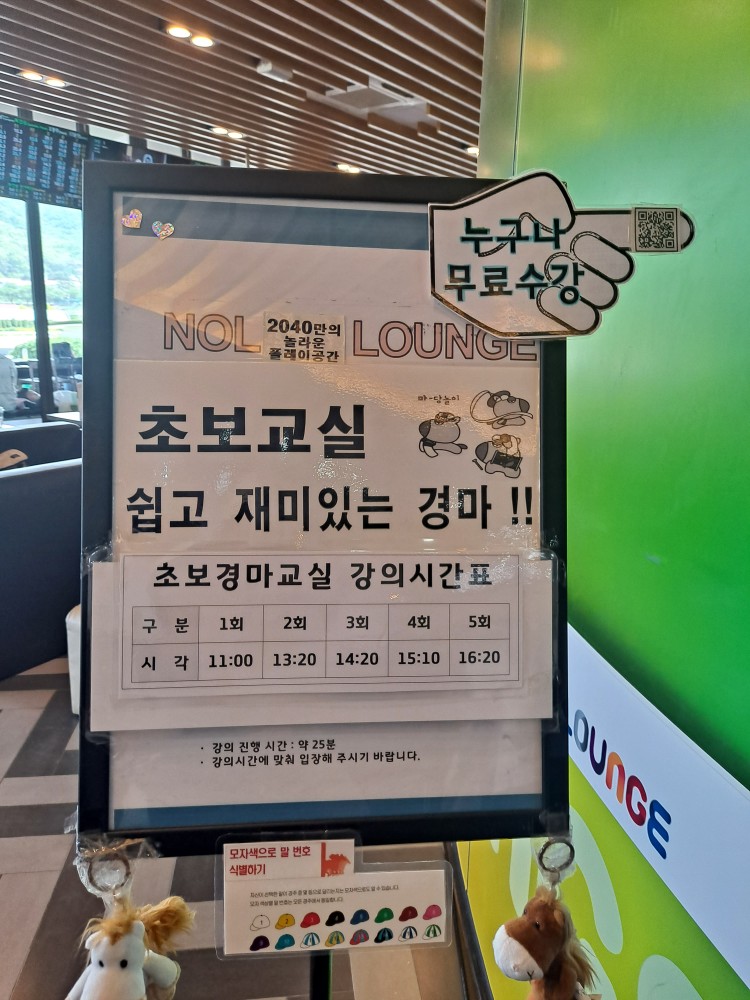 누구나
무료수강
NOL 2040만의 놀라운 플레이공간 LOUNGE
마-당놀이
초보교실
쉽고 재미있는 경마 !!
초보경마교실 강의시간표
구 분 1회 2회 3회 4회 5회
시 각 11:00 13:20 14:20 15:10 16:20
· 강의 진행 시간 : 약 25분
· 강의시간에 맞춰 입장해 주시기 바랍니다.
LOUNGE
모자색으로 말 번호
식별하기